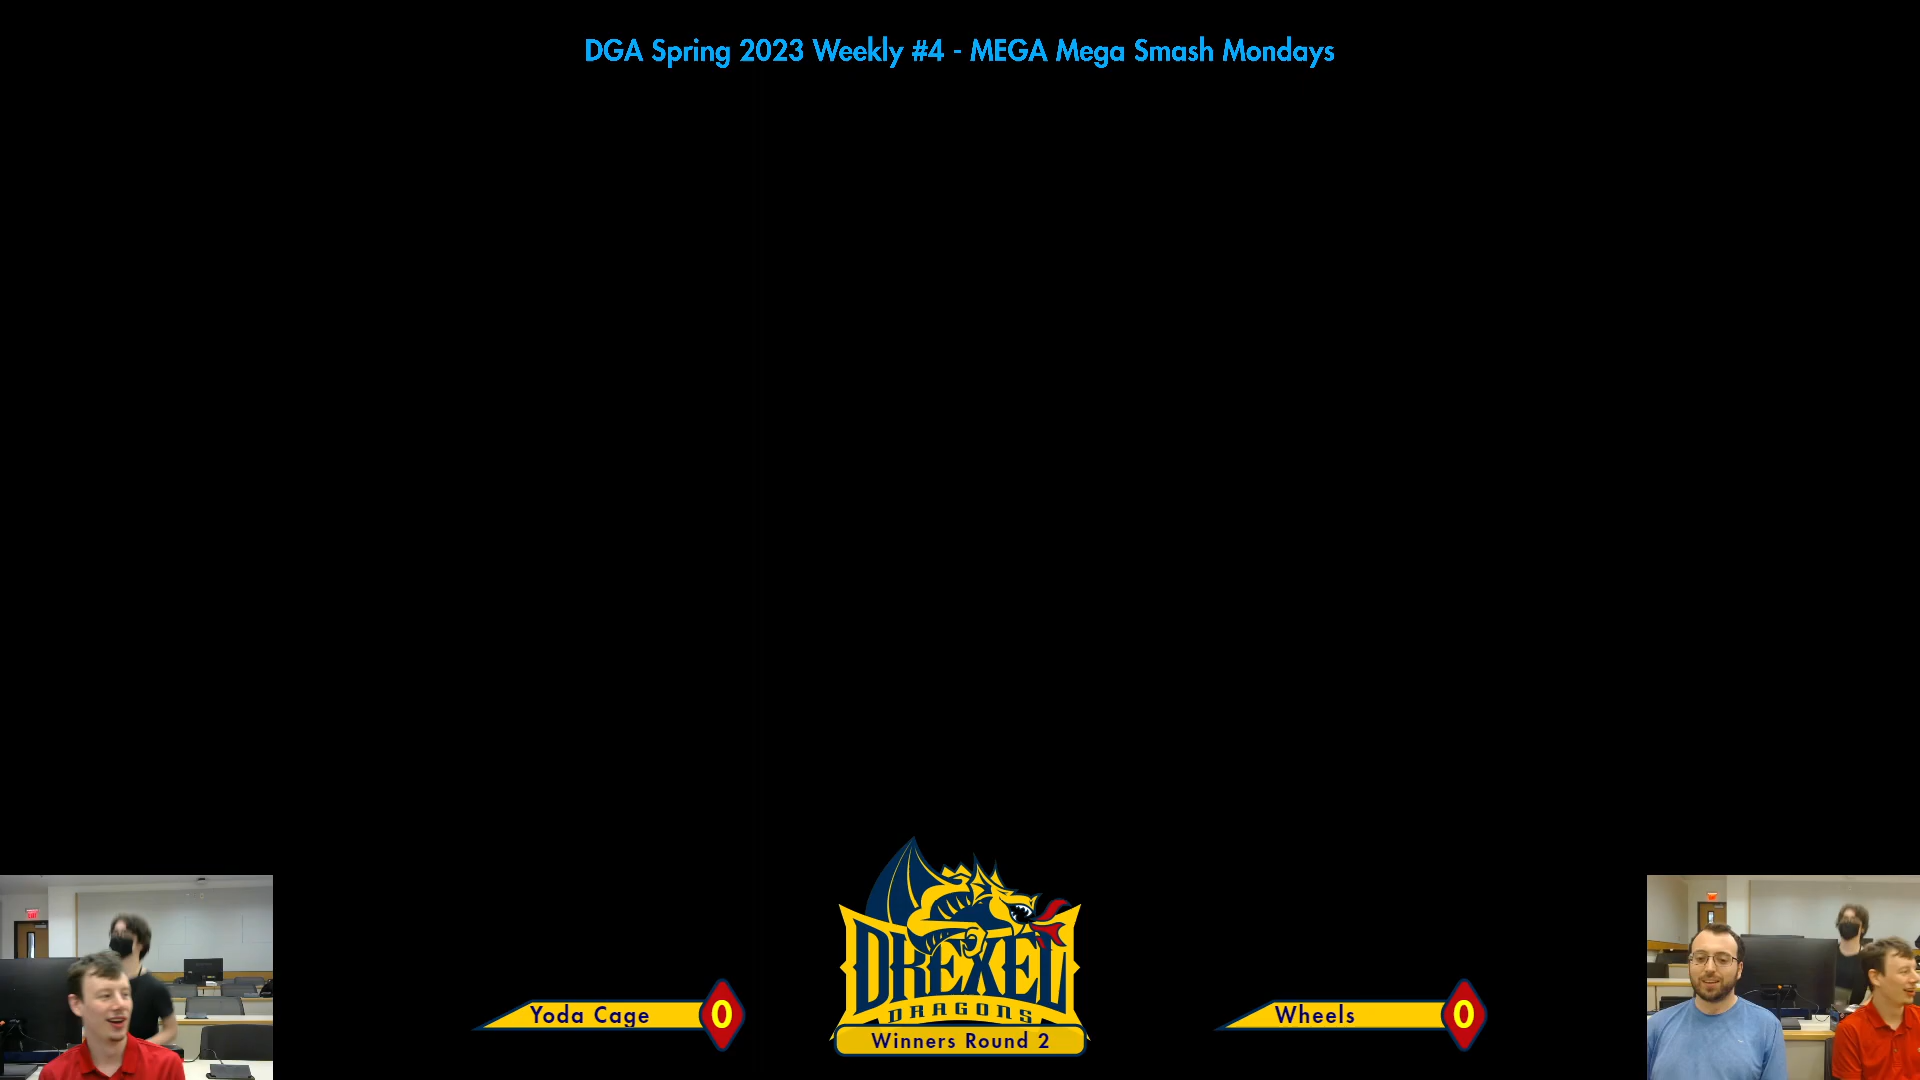 DGA Spring 2023 Weekly #4 - MEGA Mega Smash Mondays
DREXEL
DRAGONS
Yoda Cage 0
Wheels 0
Winners Round 2